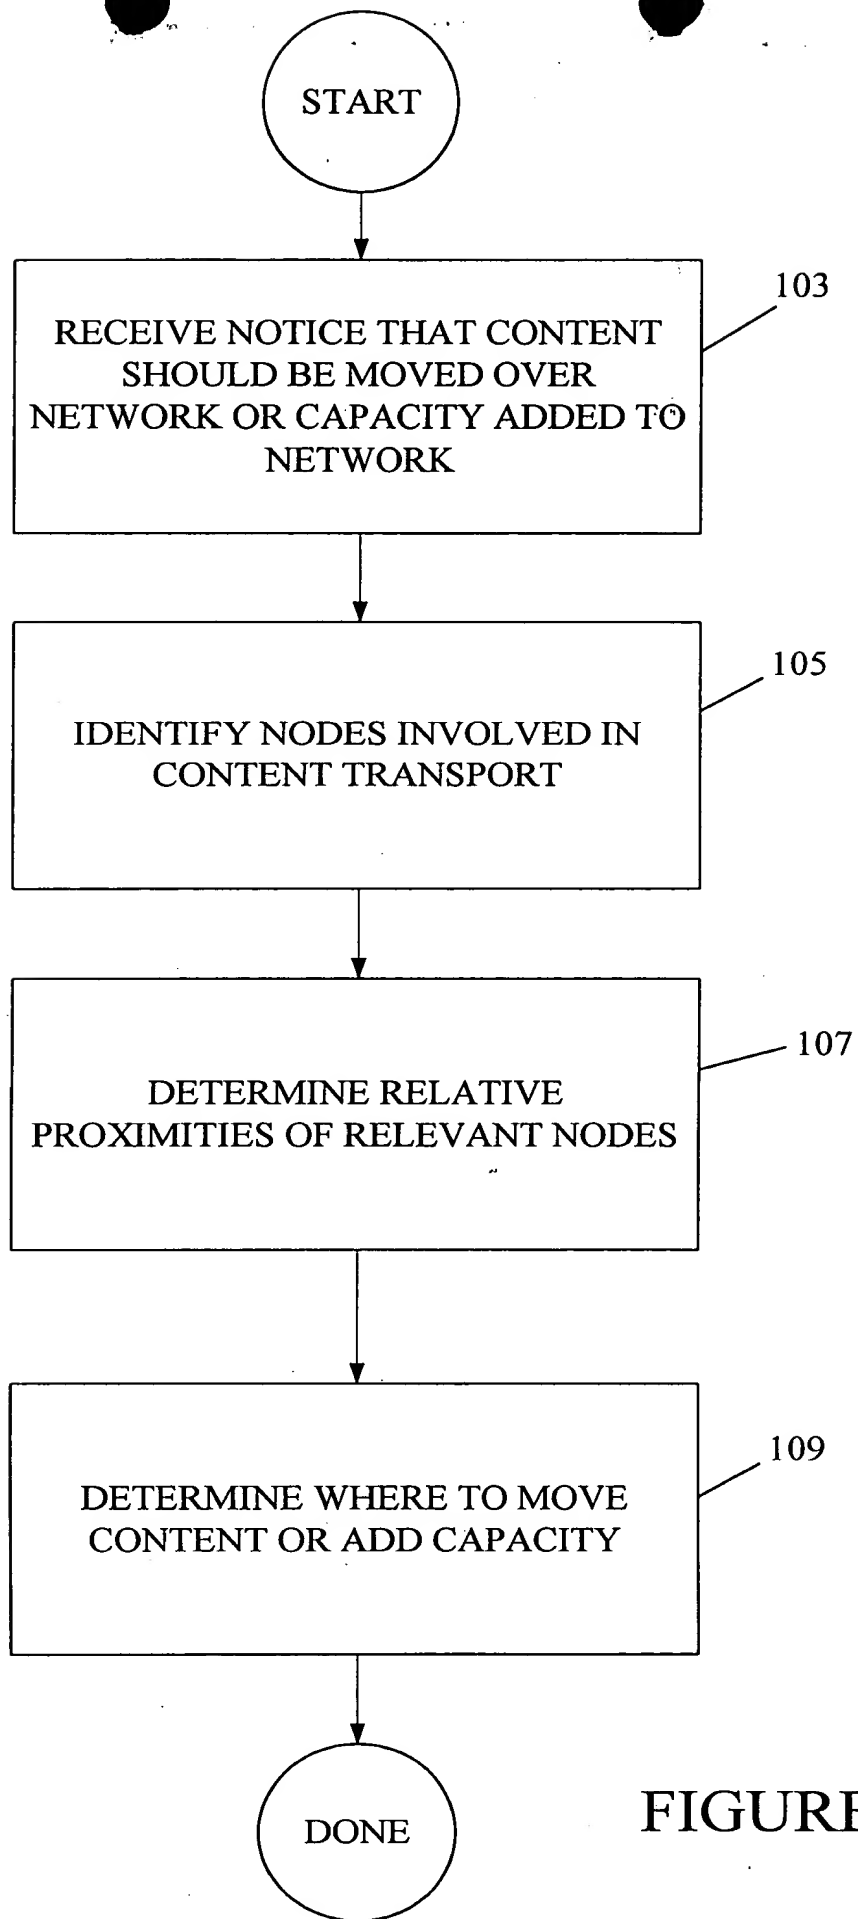 START
103
RECEIVE NOTICE THAT CONTENT
SHOULD BE MOVED OVER
NETWORK OR CAPACITY ADDED TO
NETWORK
105
IDENTIFY NODES INVOLVED IN
CONTENT TRANSPORT
107
DETERMINE RELATIVE
PROXIMITIES OF RELEVANT NODES
109
DETERMINE WHERE TO MOVE
CONTENT OR ADD CAPACITY
DONE
FIGURE